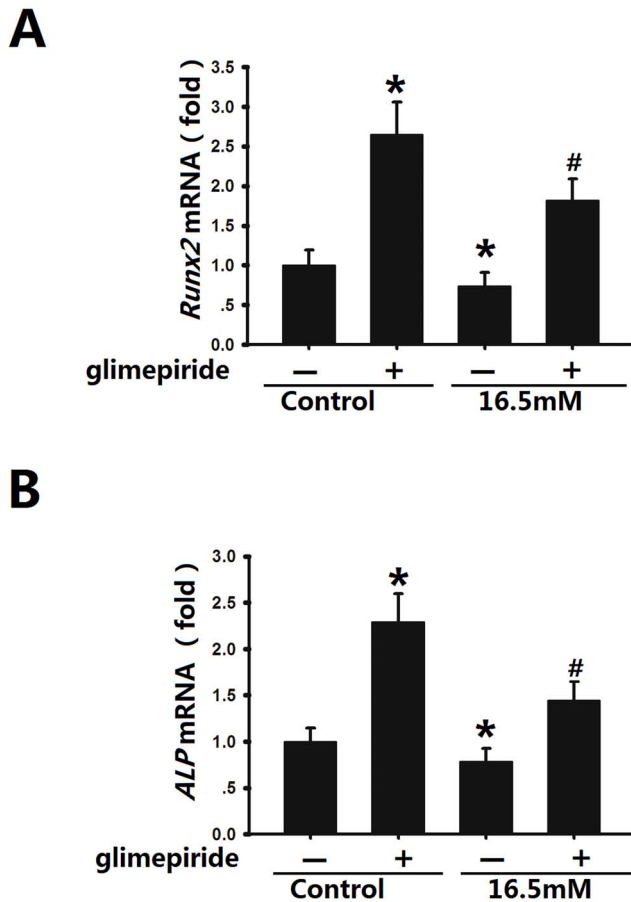 A
3.5
*
3.0
2.5
#
2.0
1.5
*
1.0
.5
0.0
Runx2 mRNA ( fold )
glimepiride − + − +
Control 16.5mM
B
3.0
*
2.5
2.0
#
1.5
*
1.0
.5
0.0
ALP mRNA ( fold )
glimepiride − + − +
Control 16.5mM